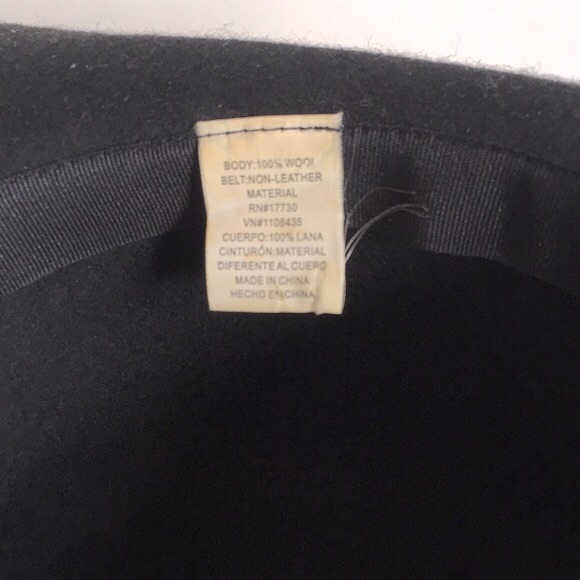 BODY:100% WOOL
BELT:NON-LEATHER
MATERIAL
RN#17730
VN#1108435
CUERPO:100% LANA
CINTURÓN:MATERIAL
DIFERENTE AL CUERO
MADE IN CHINA
HECHO EN CHINA